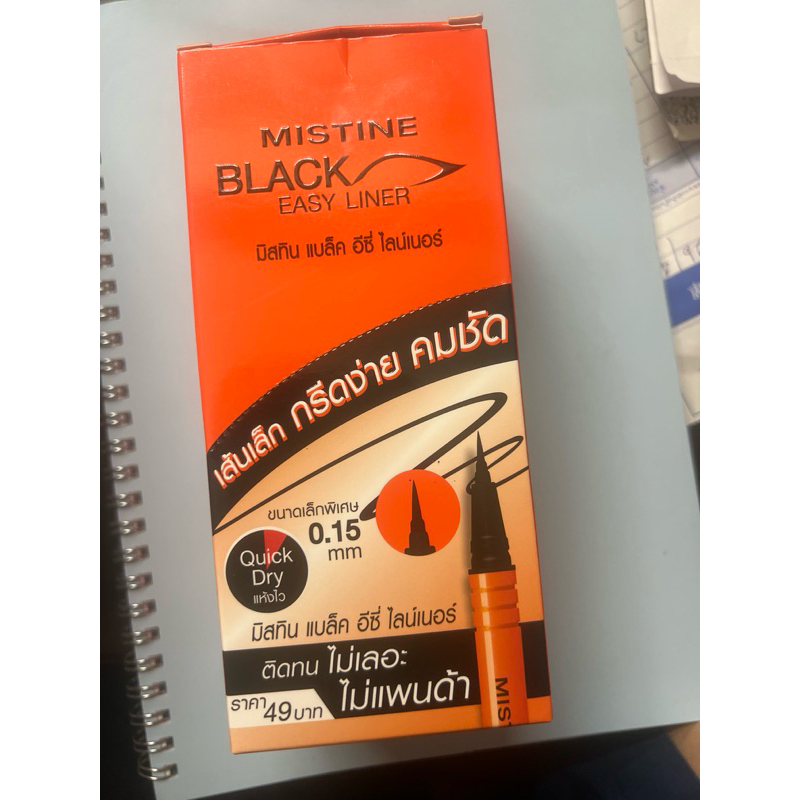 MISTINE
BLACK
EASY LINER
มิสทิน แบล็ค อีซี่ ไลน์เนอร์
เส้นเล็ก กรีดง่าย คมชัด
ขนาดเล็กพิเศษ
0.15
mm
Quick
Dry
แห้งไว
มิสทิน แบล็ค อีซี่ ไลน์เนอร์
ติดทน ไม่เลอะ
ไม่แพนด้า
ราคา 49 บาท
MIS